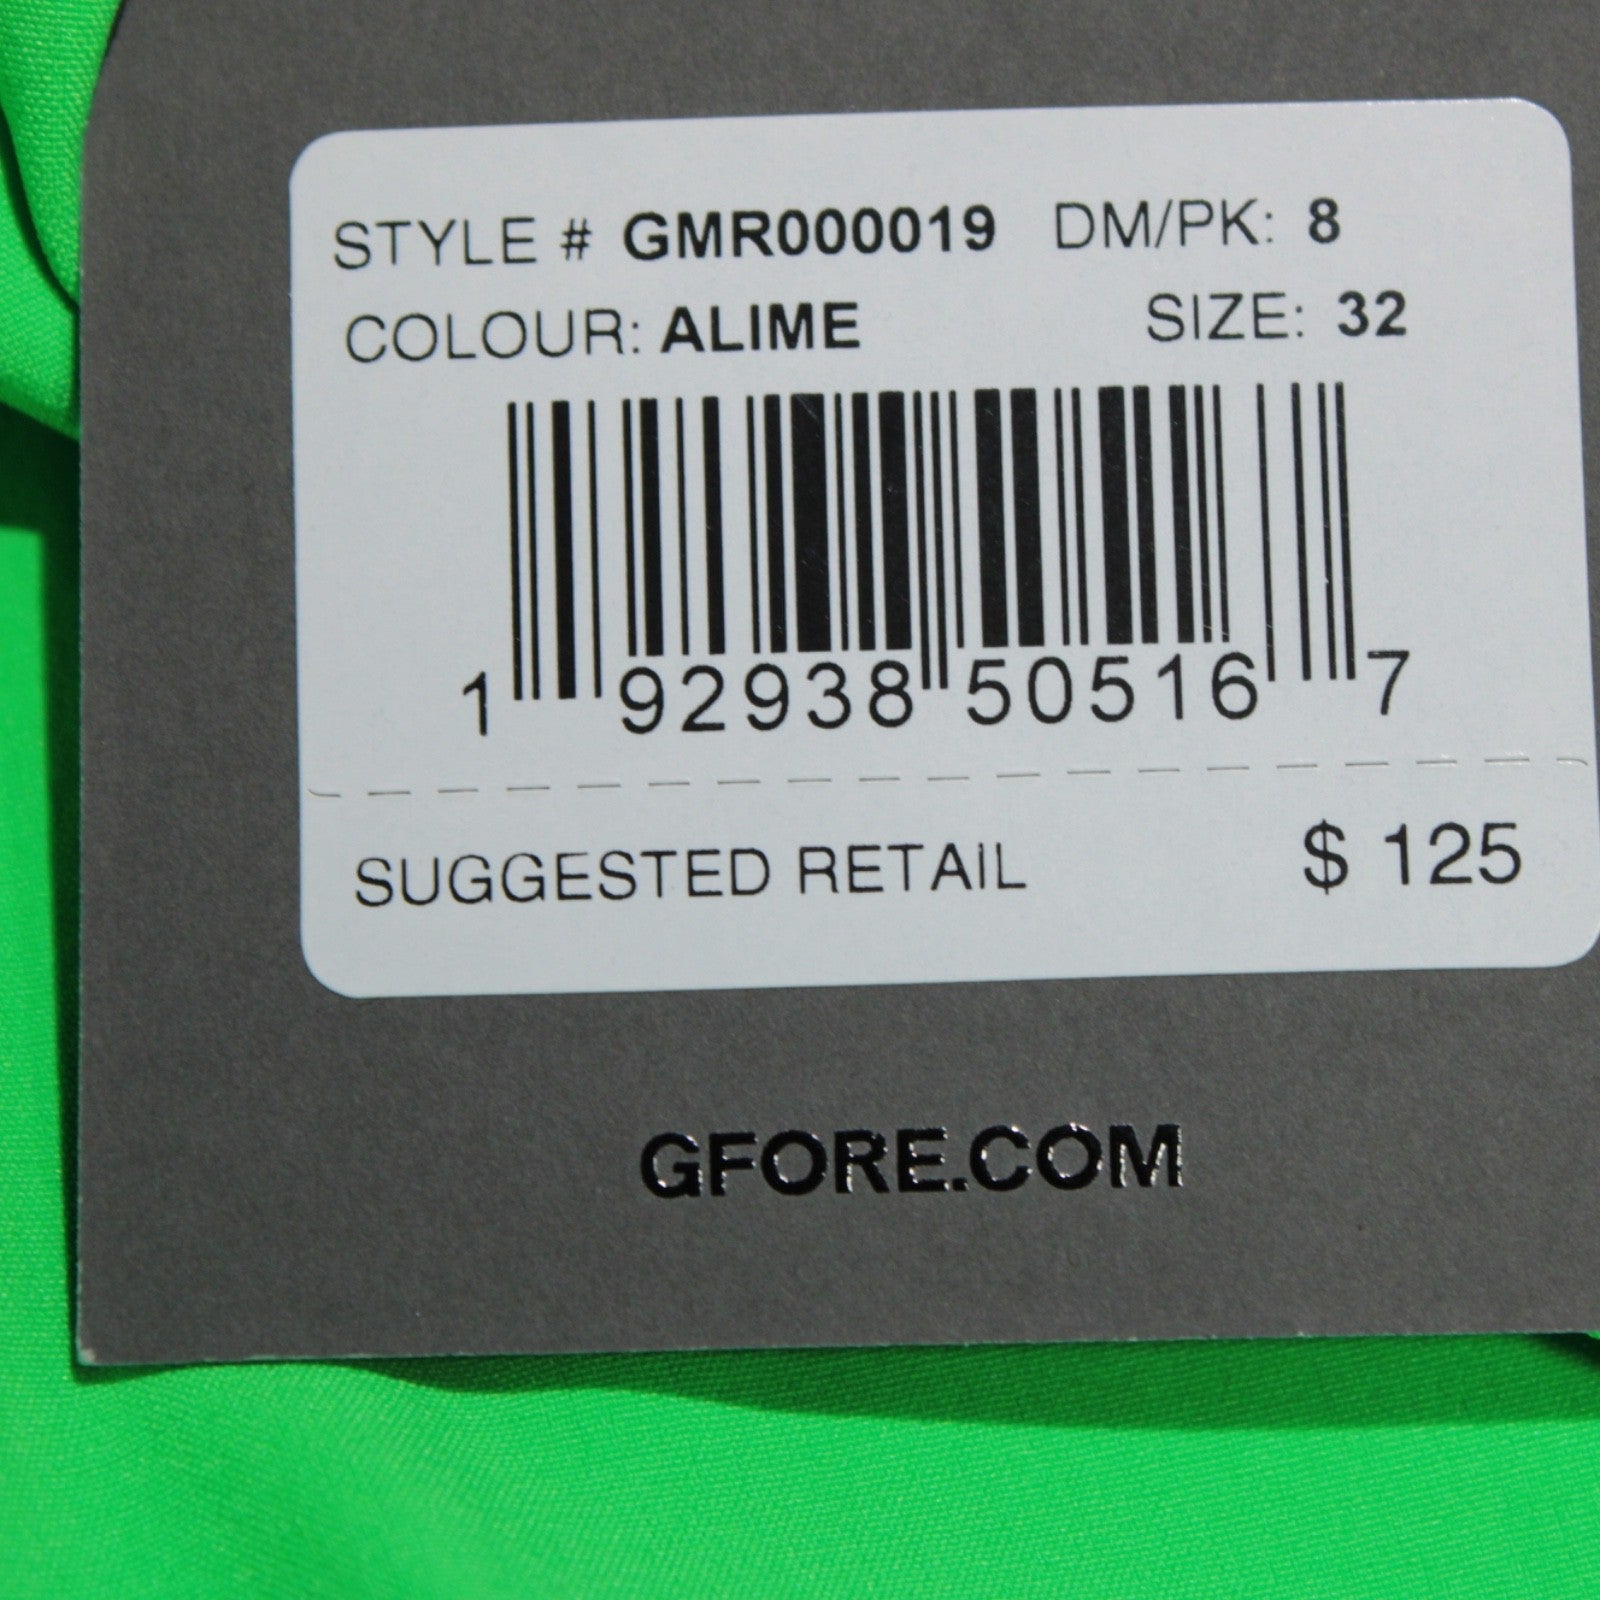 STYLE # GMR000019 DM/PK: 8
COLOUR: ALIME SIZE: 32
1 92938 50516 7
SUGGESTED RETAIL $ 125
GFORE.COM